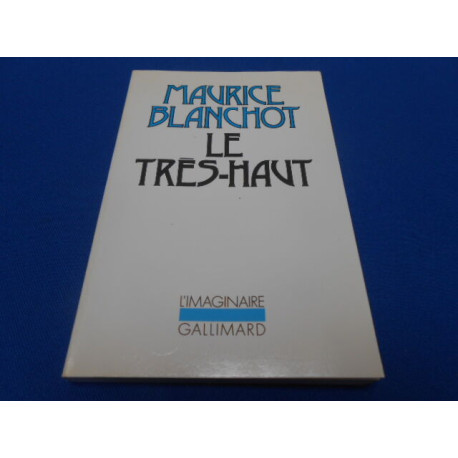 MAURICE
BLANCHOT
LE
TRÈS-HAUT
L'IMAGINAIRE
GALLIMARD